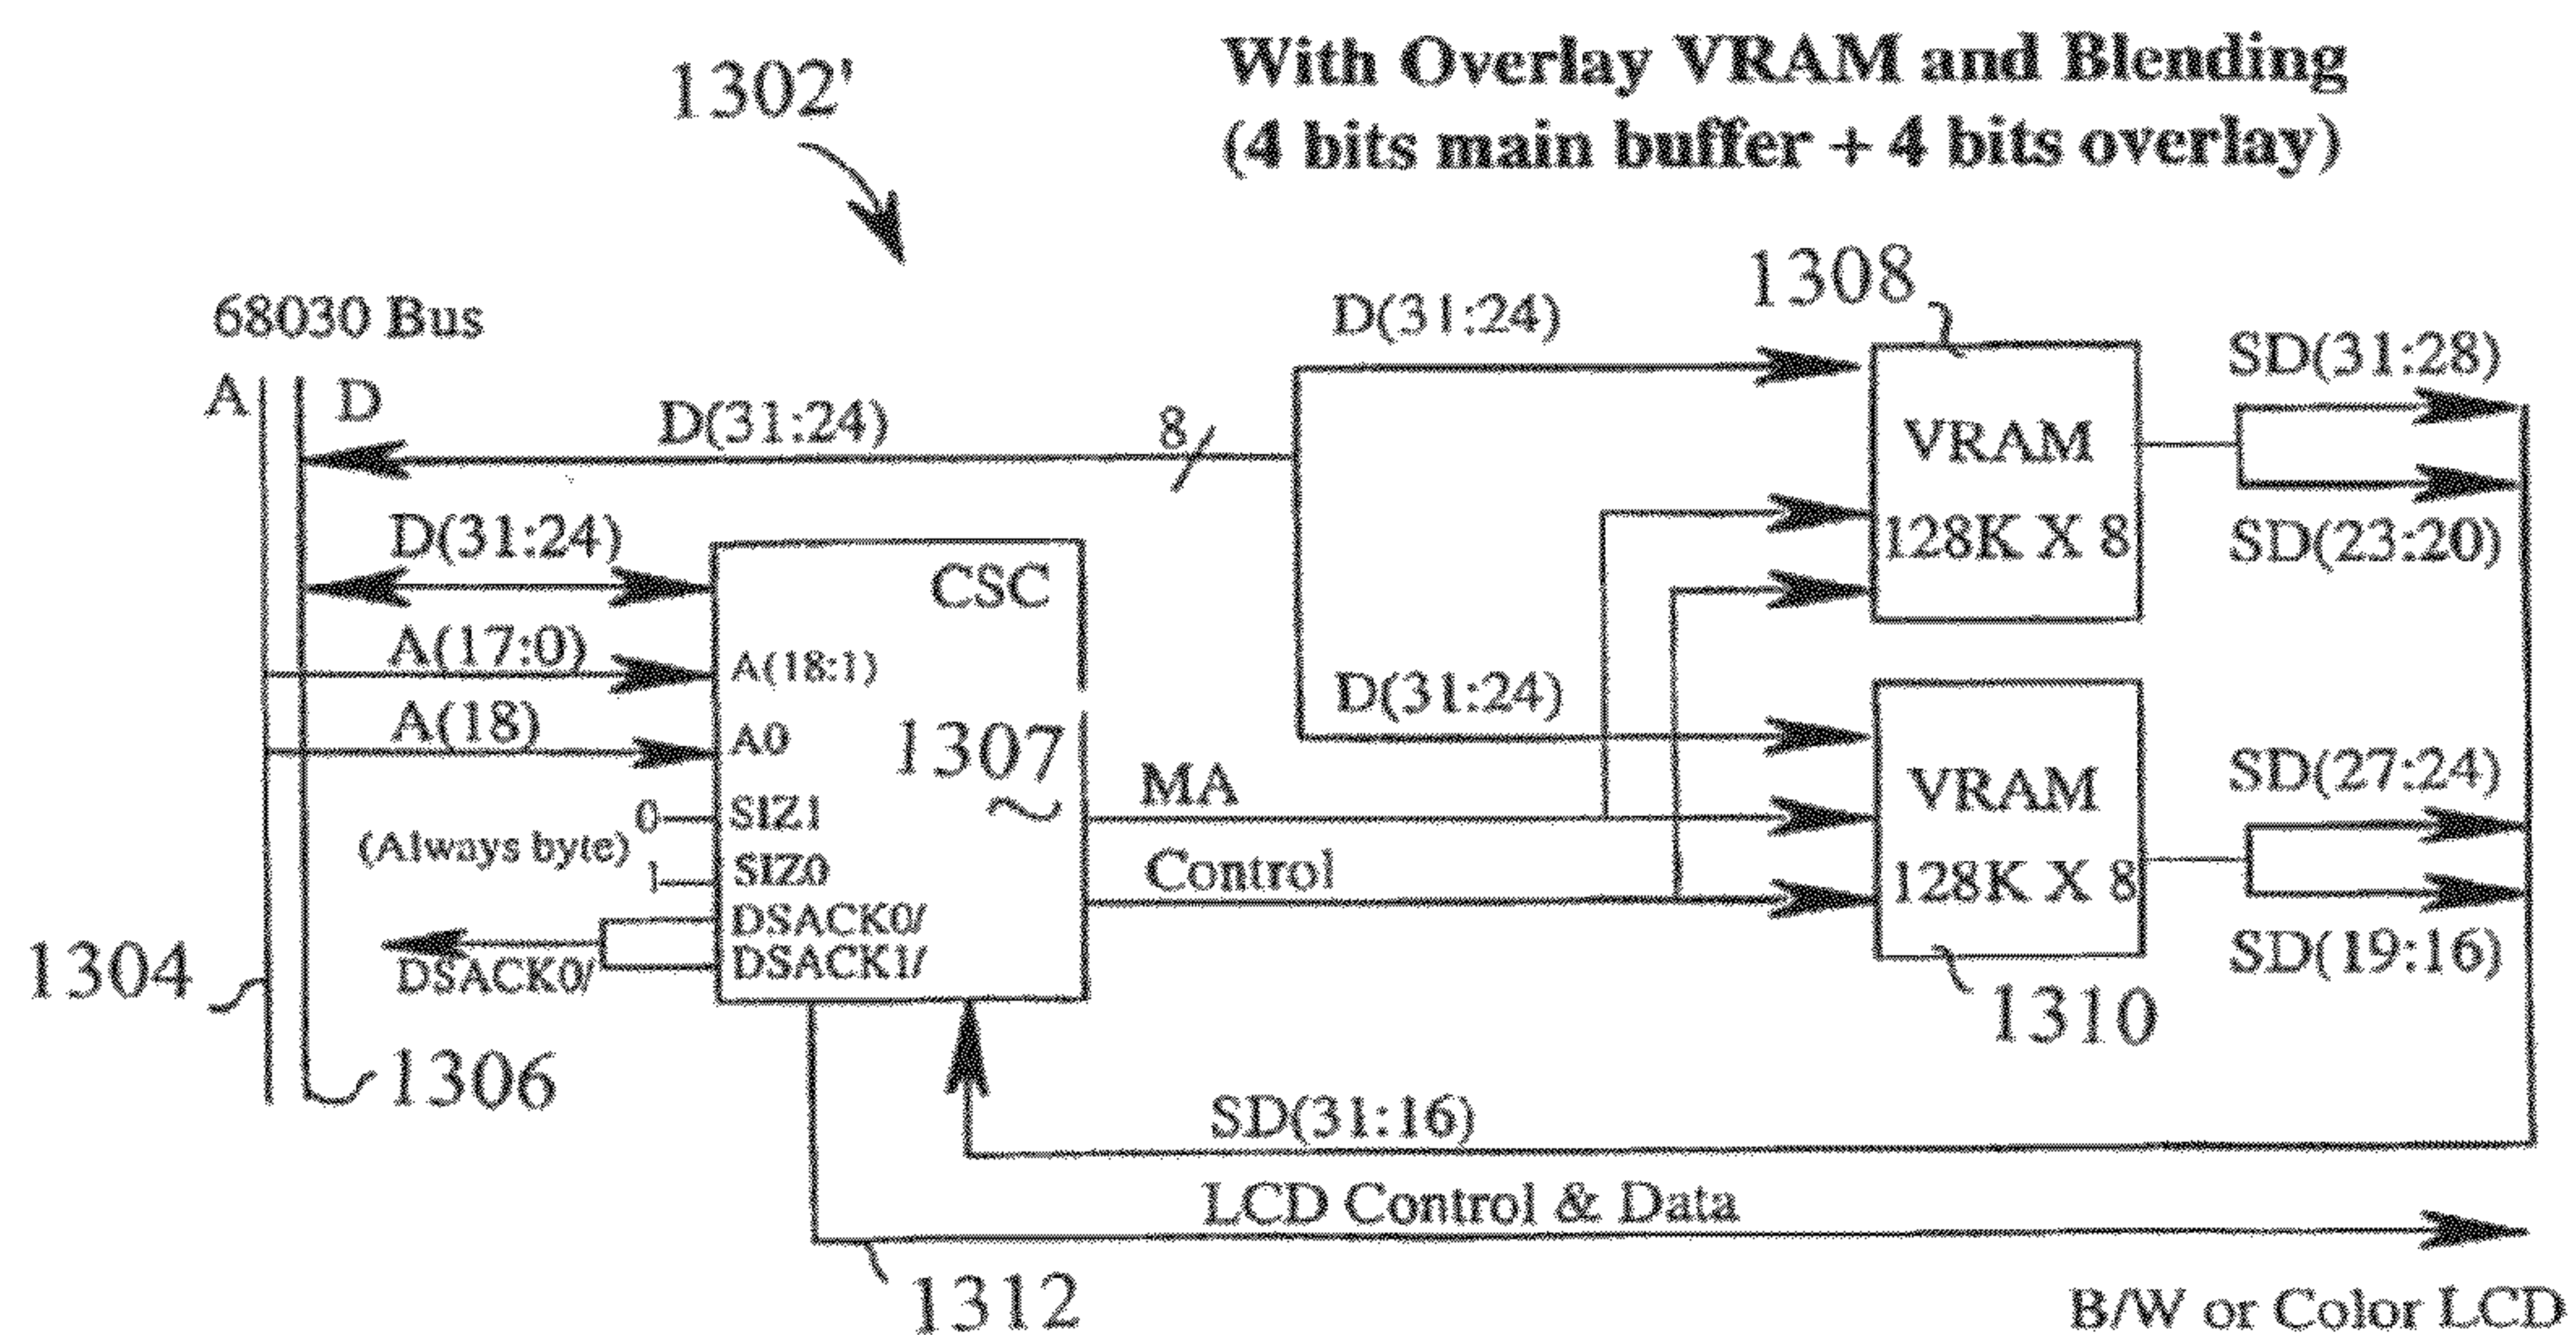 1302'
With Overlay VRAM and Blending
(4 bits main buffer + 4 bits overlay)
68030 Bus
A
D
D(31:24)
8
D(31:24)
1308
VRAM
128K X 8
SD(31:28)
SD(23:20)
D(31:24)
CSC
A(17:0)
A(18:1)
A(18)
A0
1307
0
SIZ1
(Always byte)
1
SIZ0
DSACK0/
DSACK1/
DSACK0/
D(31:24)
MA
Control
VRAM
128K X 8
SD(27:24)
SD(19:16)
1304
1306
1310
SD(31:16)
LCD Control & Data
1312
B/W or Color LCD